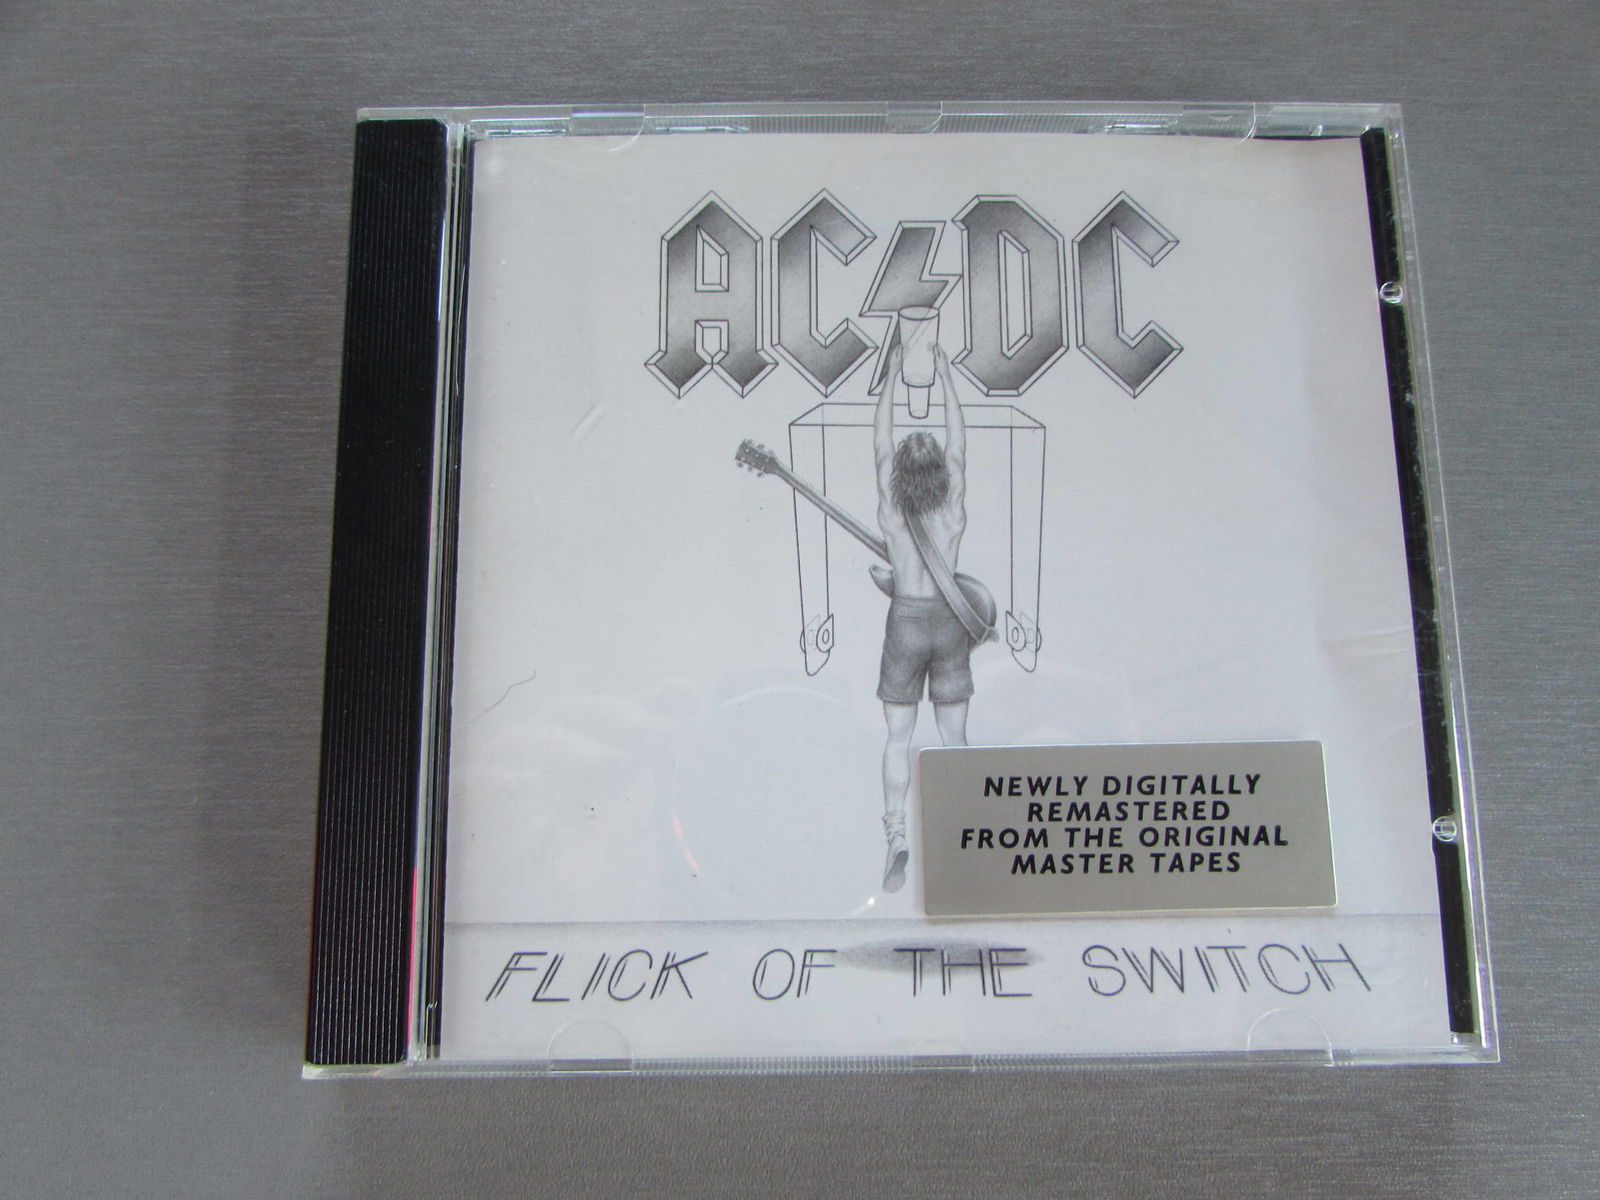 AC⚡DC
NEWLY DIGITALLY
REMASTERED
FROM THE ORIGINAL
MASTER TAPES
FLICK OF THE SWITCH